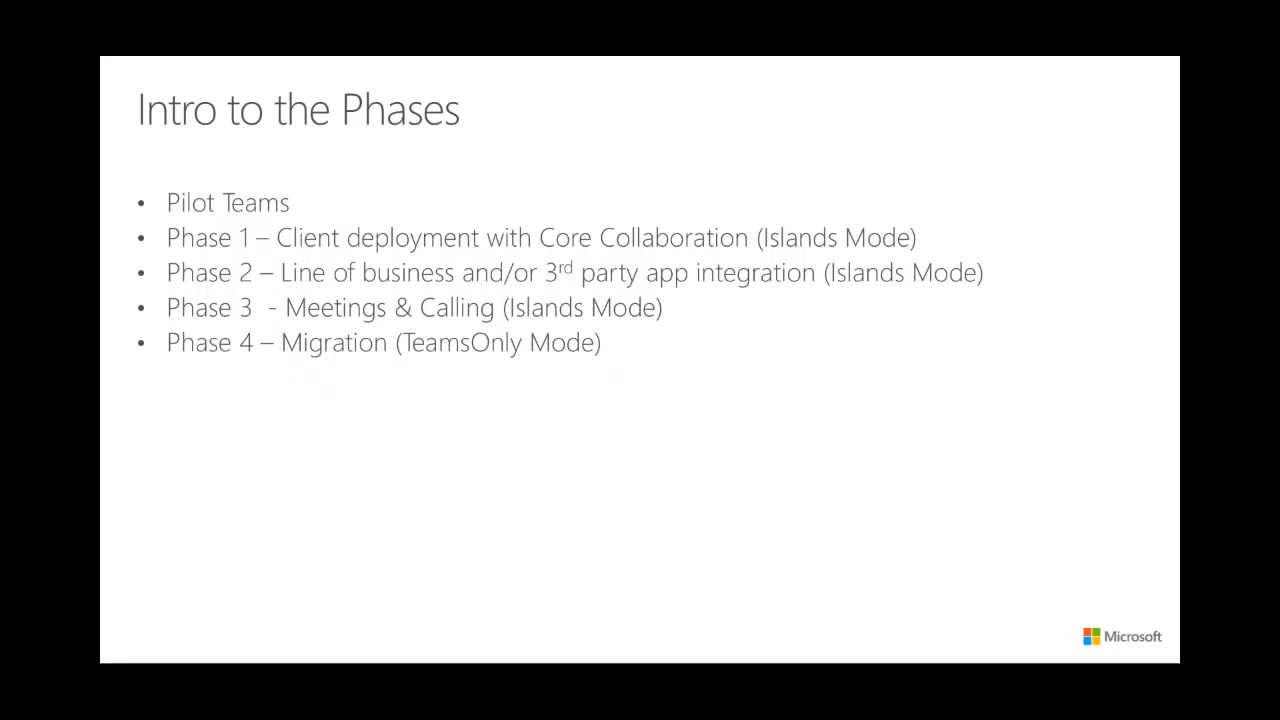 Intro to the Phases
• Pilot Teams
• Phase 1 – Client deployment with Core Collaboration (Islands Mode)
• Phase 2 – Line of business and/or 3rd party app integration (Islands Mode)
• Phase 3  - Meetings & Calling (Islands Mode)
• Phase 4 – Migration (TeamsOnly Mode)
Microsoft